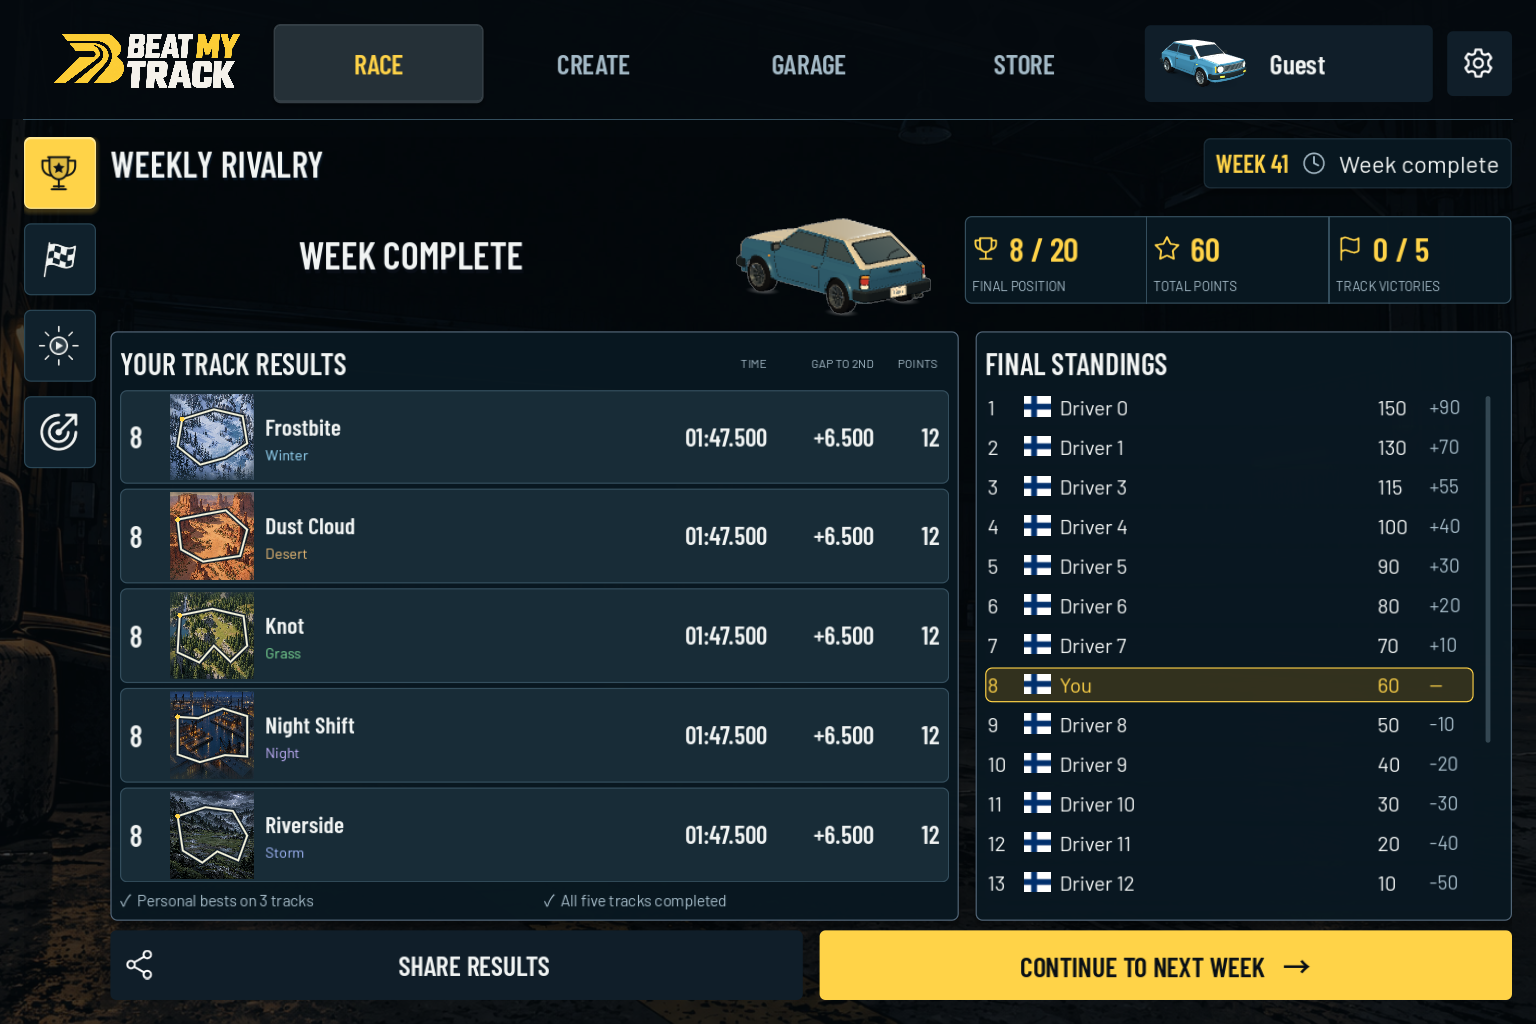 BEAT MY
TRACK
RACE
CREATE
GARAGE
STORE
Guest
WEEKLY RIVALRY
WEEK 41 Week complete
WEEK COMPLETE
8 / 20
FINAL POSITION
60
TOTAL POINTS
0 / 5
TRACK VICTORIES
YOUR TRACK RESULTS TIME GAP TO 2ND POINTS
8 Frostbite 01:47.500 +6.500 12
Winter
8 Dust Cloud 01:47.500 +6.500 12
Desert
8 Knot 01:47.500 +6.500 12
Grass
8 Night Shift 01:47.500 +6.500 12
Night
8 Riverside 01:47.500 +6.500 12
Storm
✓ Personal bests on 3 tracks
✓ All five tracks completed
FINAL STANDINGS
1 Driver 0 150 +90
2 Driver 1 130 +70
3 Driver 3 115 +55
4 Driver 4 100 +40
5 Driver 5 90 +30
6 Driver 6 80 +20
7 Driver 7 70 +10
8 You 60 –
9 Driver 8 50 -10
10 Driver 9 40 -20
11 Driver 10 30 -30
12 Driver 11 20 -40
13 Driver 12 10 -50
SHARE RESULTS
CONTINUE TO NEXT WEEK →